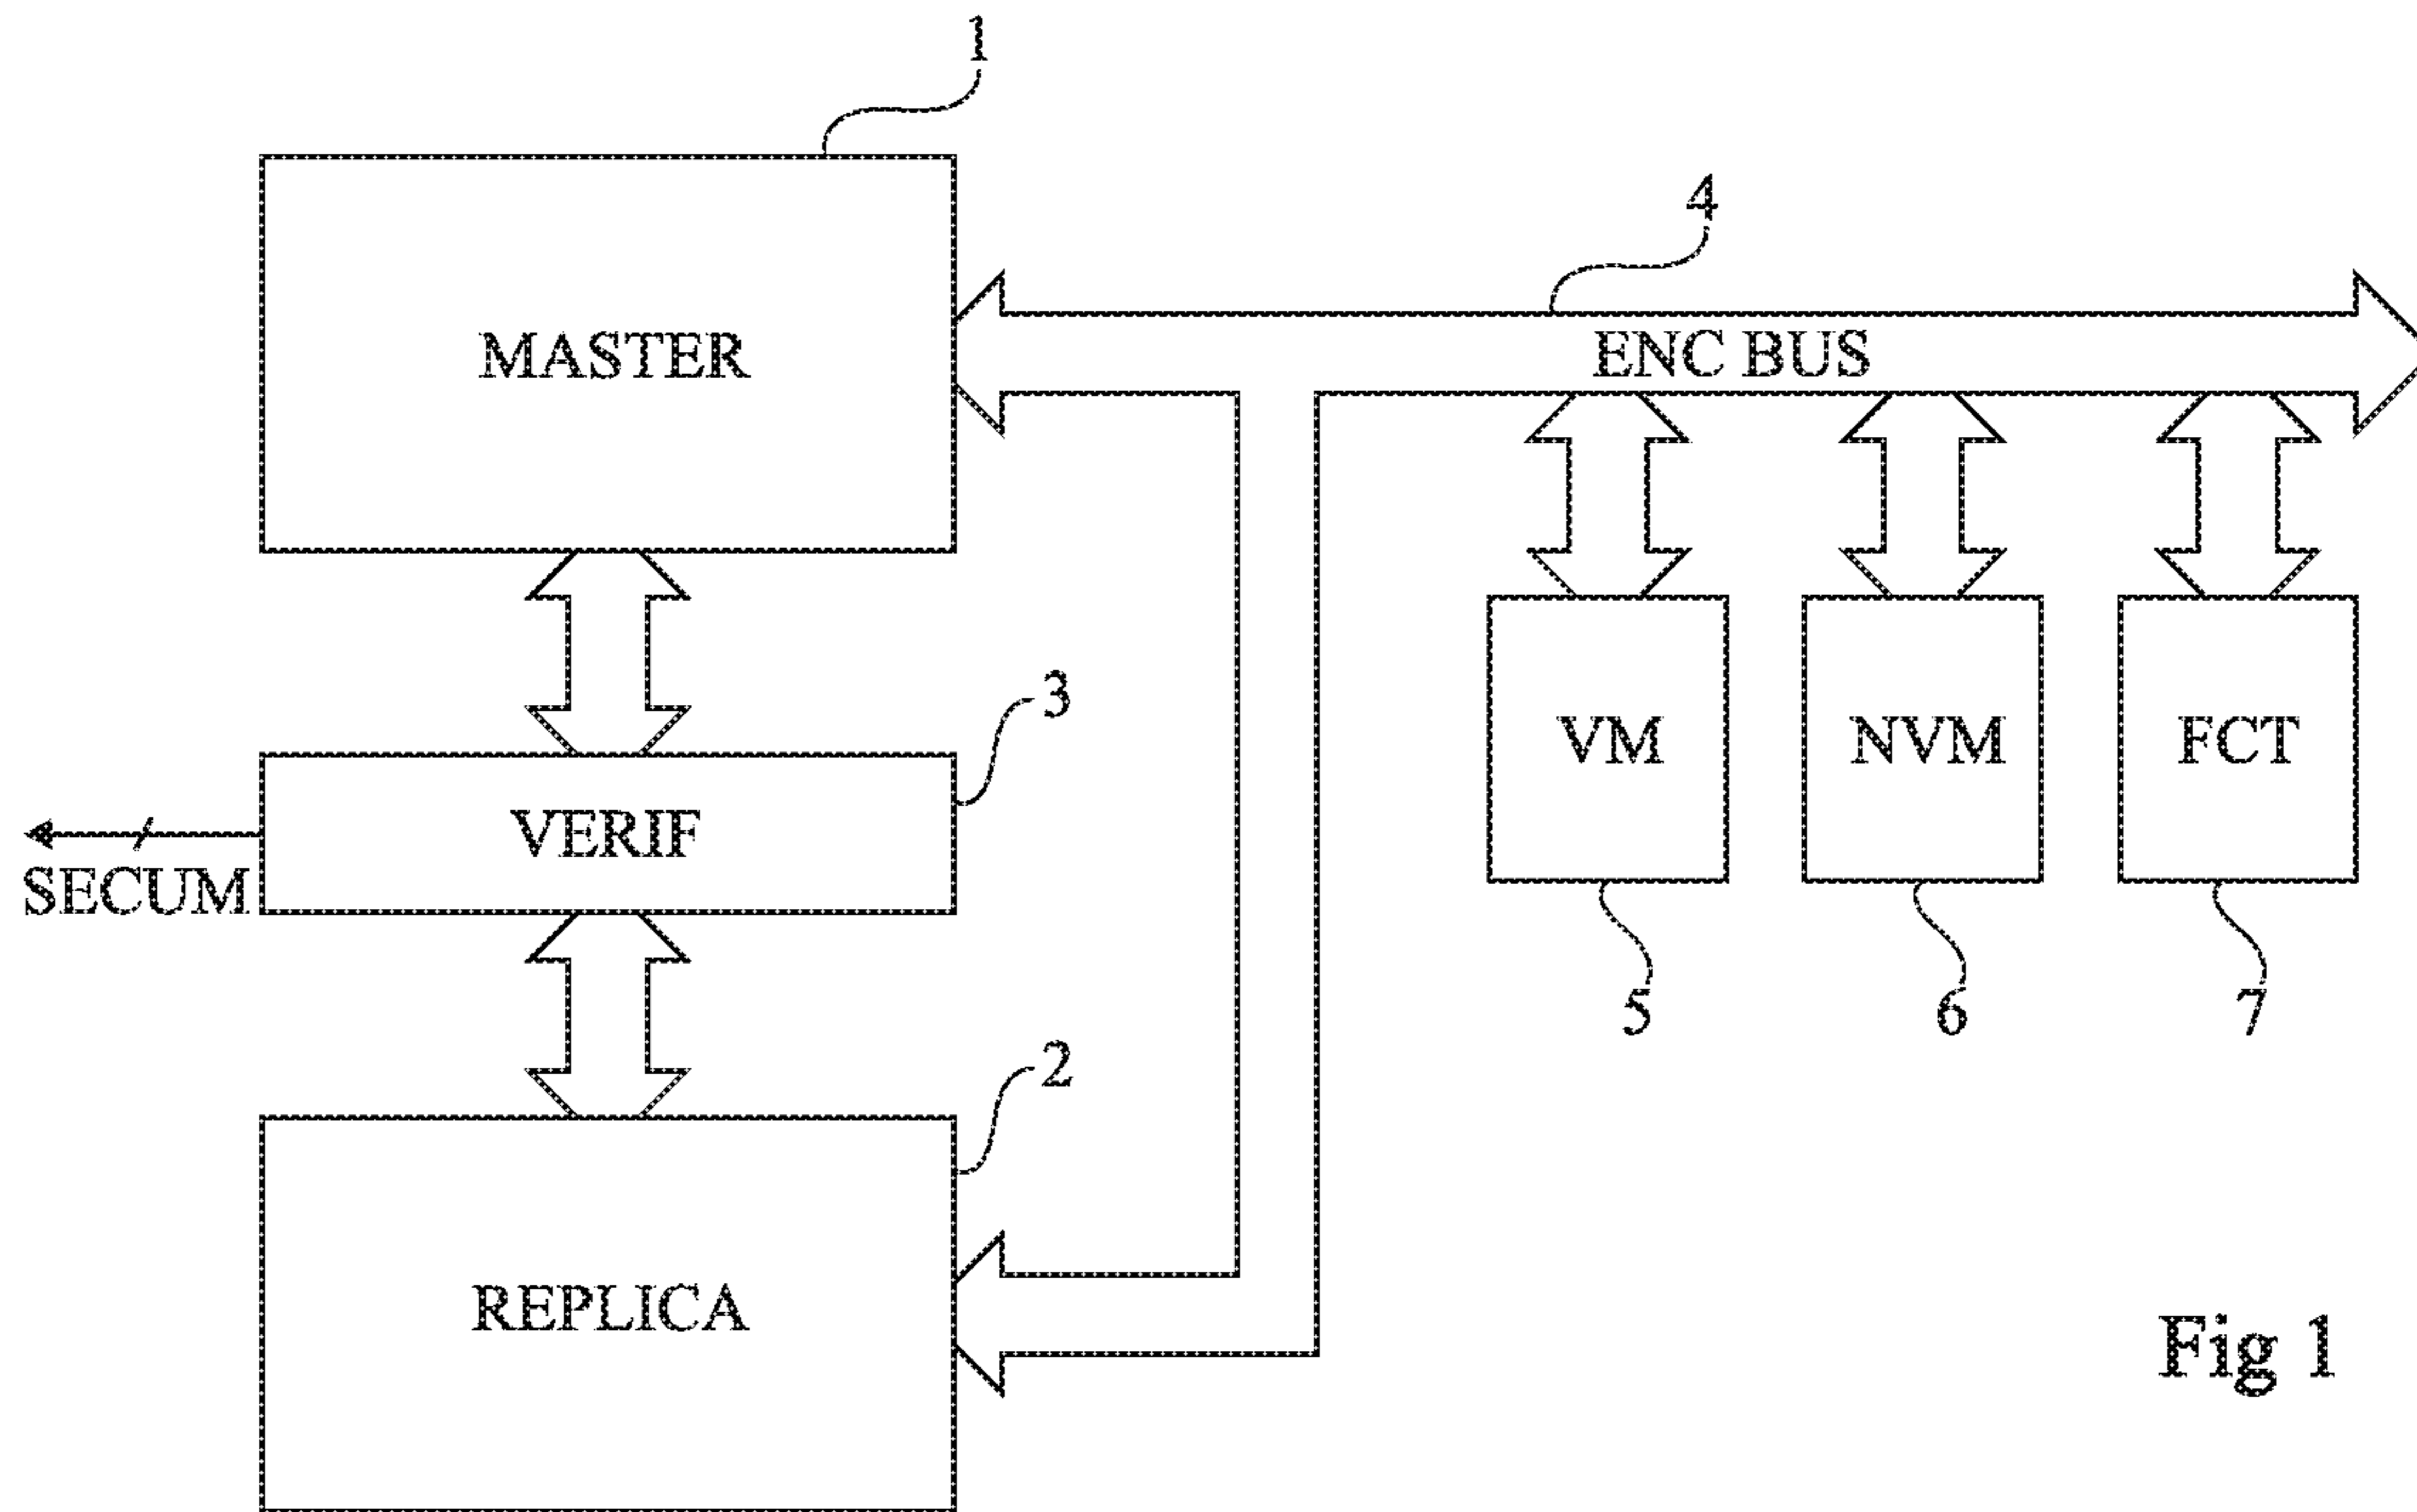 1
4
MASTER
ENC BUS
3
VM
NVM
FCT
VERIF
SECUM
5
6
7
2
REPLICA
Fig 1